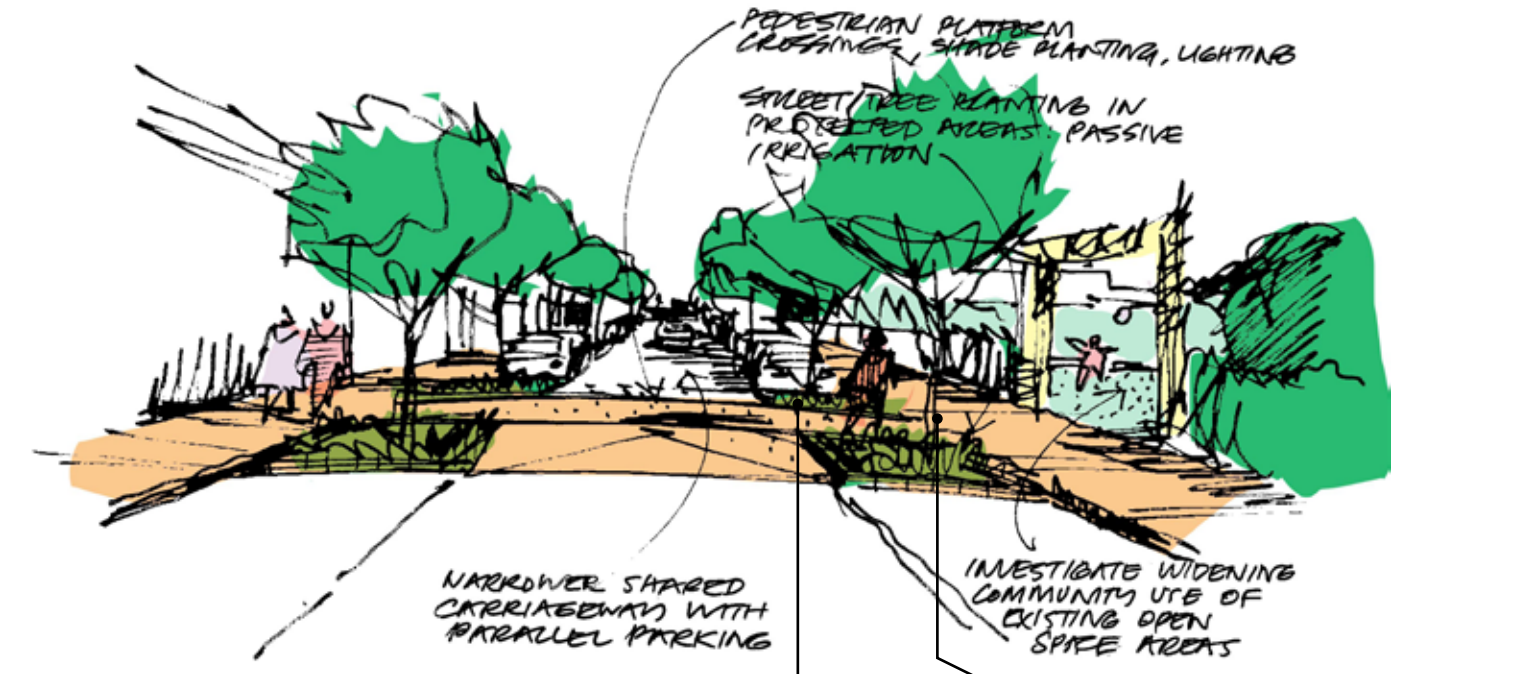 PEDESTRIAN PLATFORM
CROSSINGS, SHADE PLANTING, LIGHTING
STREET TREE PLANTING IN
PROTECTED AREAS. PASSIVE
IRRIGATION
NARROWER SHARED
CARRIAGEWAY WITH
PARALLEL PARKING
INVESTIGATE WIDENING
COMMUNITY USE OF
EXISTING OPEN
SPACE AREAS